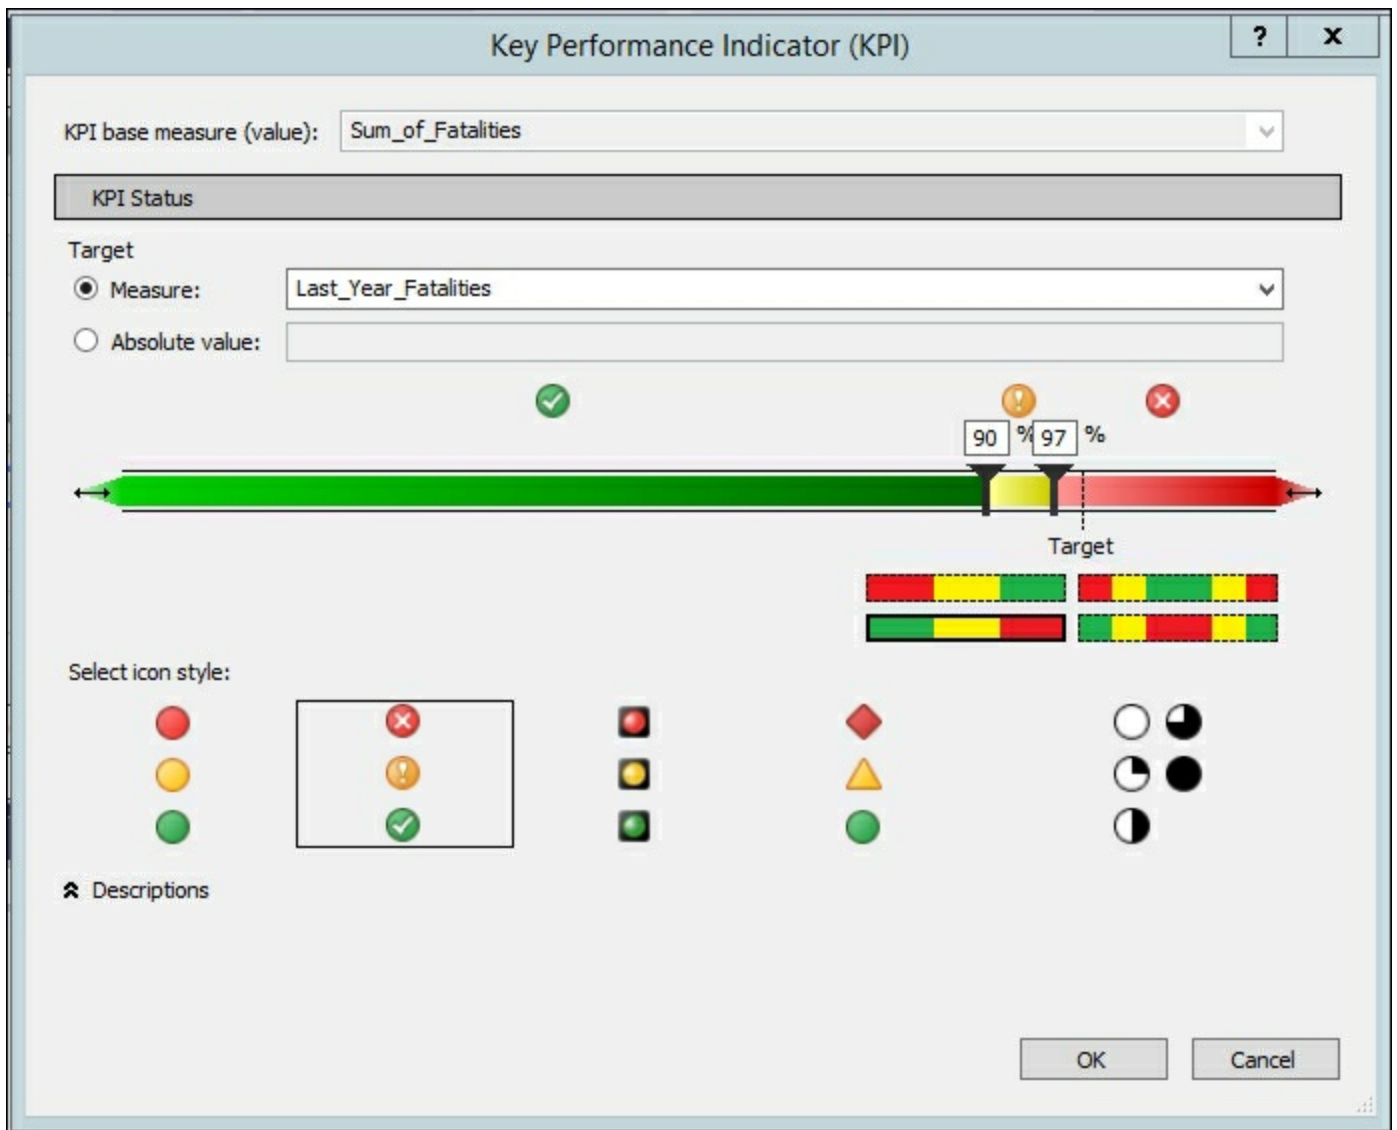 Key Performance Indicator (KPI)
? x
KPI base measure (value): Sum_of_Fatalities
KPI Status
Target
Measure: Last_Year_Fatalities
Absolute value:
90 % 97 %
Target
Select icon style:
Descriptions
OK Cancel